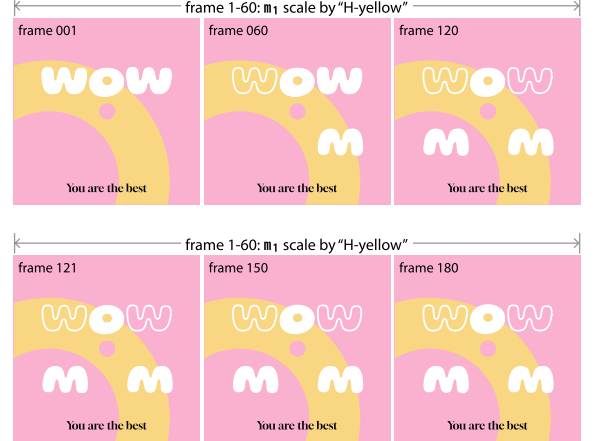 frame 1-60: m1 scale by “H-yellow”
frame 001
WOW
You are the best
frame 060
WOW
M
You are the best
frame 120
WOW
M M
You are the best
frame 1-60: m1 scale by “H-yellow”
frame 121
WOW
M M
You are the best
frame 150
WOW
M M
You are the best
frame 180
WOW
M M
You are the best